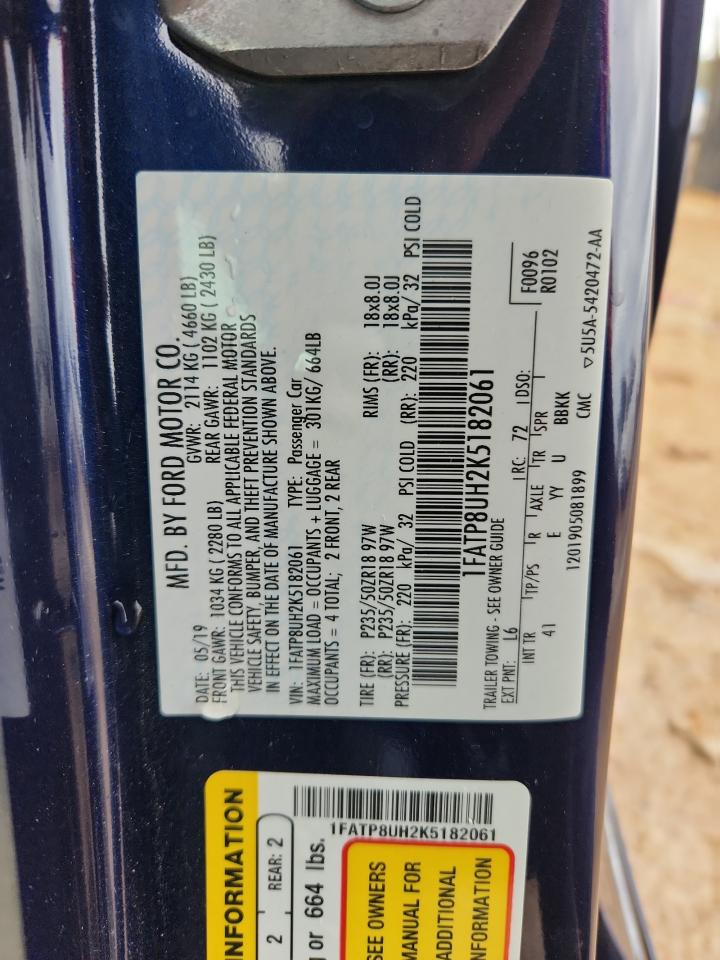 MFD. BY FORD MOTOR CO.
DATE: 05/19 GVWR: 2114 KG ( 4660 LB)
FRONT GAWR: 1034 KG ( 2280 LB) REAR GAWR: 1102 KG ( 2430 LB)
THIS VEHICLE CONFORMS TO ALL APPLICABLE FEDERAL MOTOR
VEHICLE SAFETY, BUMPER, AND THEFT PREVENTION STANDARDS
IN EFFECT ON THE DATE OF MANUFACTURE SHOWN ABOVE.
VIN: 1FATP8UH2K5182061 TYPE: Passenger Car
MAXIMUM LOAD = OCCUPANTS + LUGGAGE = 301KG/ 664LB
OCCUPANTS = 4 TOTAL; 2 FRONT, 2 REAR
TIRE (FR): P235/50ZR18 97W RIMS (FR): 18x8.0J
(RR): P235/50ZR18 97W (RR): 18x8.0J
PRESSURE (FR): 220 kPa/ 32 PSI COLD (RR): 220 kPa/ 32 PSI COLD
1FATP8UH2K5182061
TRAILER TOWING - SEE OWNER GUIDE
EXT PNT: L6 RC: 72 DSO: F0096
R0102
INT TR TP/PS R AXLE TR SPR
41 E YY U BBKK
1201905081899 CMC
▽5U5A-5420472-AA
NFORMATION
2 REAR: 2
1FATP8UH2K5182061
g or 664 lbs.
SEE OWNERS
MANUAL FOR
ADDITIONAL
NFORMATION